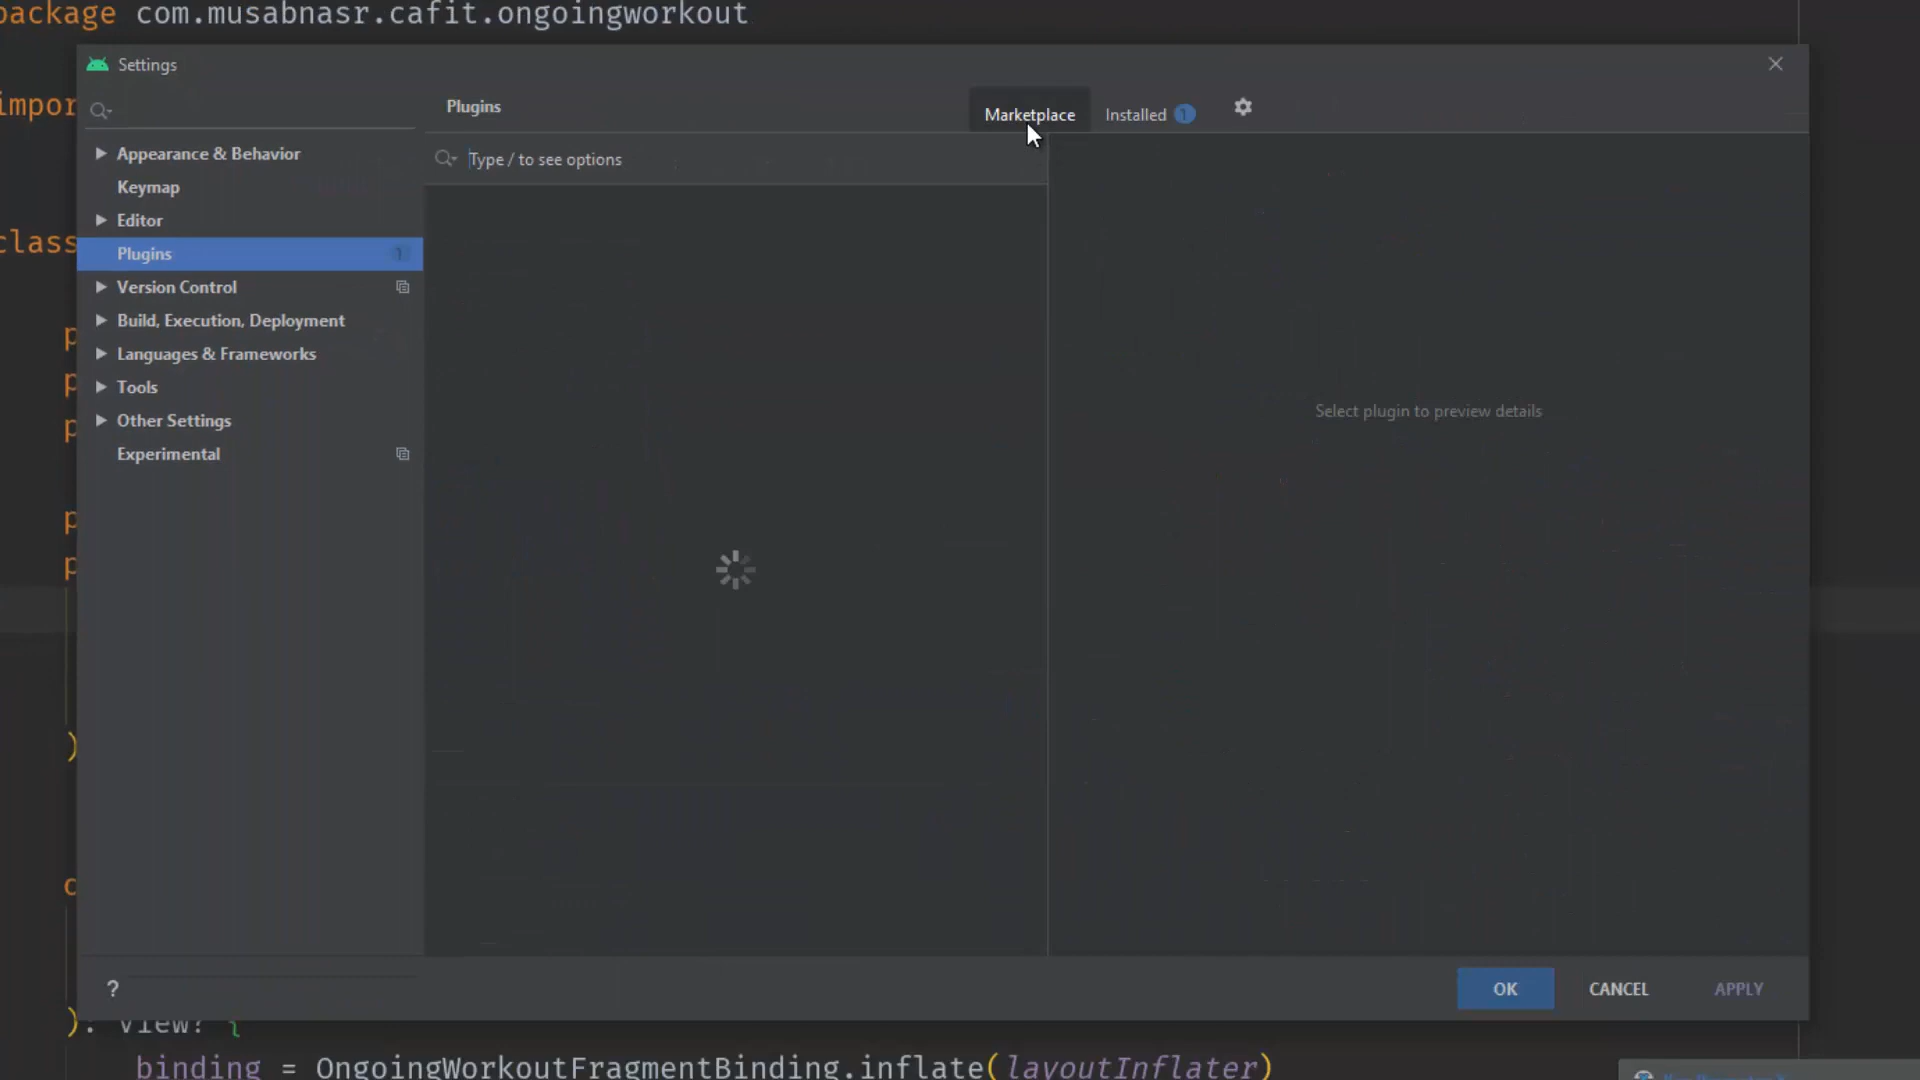 package com.musabnasr.cafit.ongoingworkout
Settings
impor
Plugins
Marketplace
Installed 1
Type / to see options
Appearance & Behavior
Keymap
Editor
class
Plugins 1
Version Control
Build, Execution, Deployment
p
Languages & Frameworks
p
Tools
Select plugin to preview details
Other Settings
p
Experimental
p
p
)
?
OK
CANCEL
APPLY
): View? {
binding = OngoingWorkoutFragmentBinding.inflate(layoutInflater)